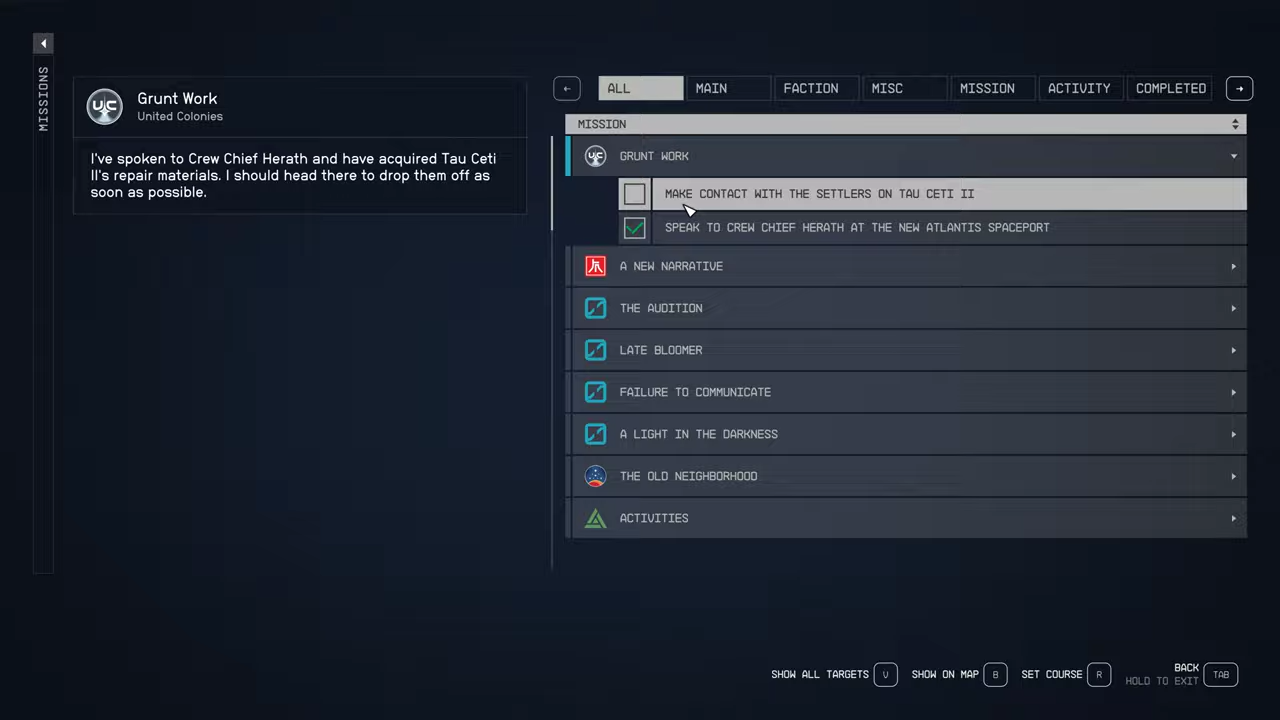 MISSIONS
UC
Grunt Work
United Colonies
I've spoken to Crew Chief Herath and have acquired Tau Ceti
II's repair materials. I should head there to drop them off as
soon as possible.
ALL
MAIN
FACTION
MISC
MISSION
ACTIVITY
COMPLETED
MISSION
UC
GRUNT WORK
MAKE CONTACT WITH THE SETTLERS ON TAU CETI II
SPEAK TO CREW CHIEF HERATH AT THE NEW ATLANTIS SPACEPORT
A NEW NARRATIVE
THE AUDITION
LATE BLOOMER
FAILURE TO COMMUNICATE
A LIGHT IN THE DARKNESS
THE OLD NEIGHBORHOOD
ACTIVITIES
SHOW ALL TARGETS V
SHOW ON MAP B
SET COURSE R
BACK
HOLD TO EXIT
TAB